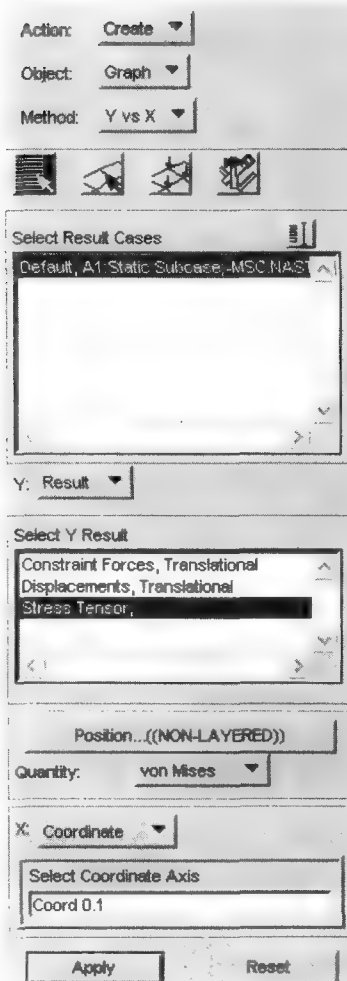 Action: Create
Object: Graph
Method: Y vs X
Select Result Cases
Default, A1:Static Subcase,-MSC.NAST
Y: Result
Select Y Result
Constraint Forces, Translational
Displacements, Translational
Stress Tensor,
Position...((NON-LAYERED))
Quantity: von Mises
X: Coordinate
Select Coordinate Axis
Coord 0.1
Apply Reset